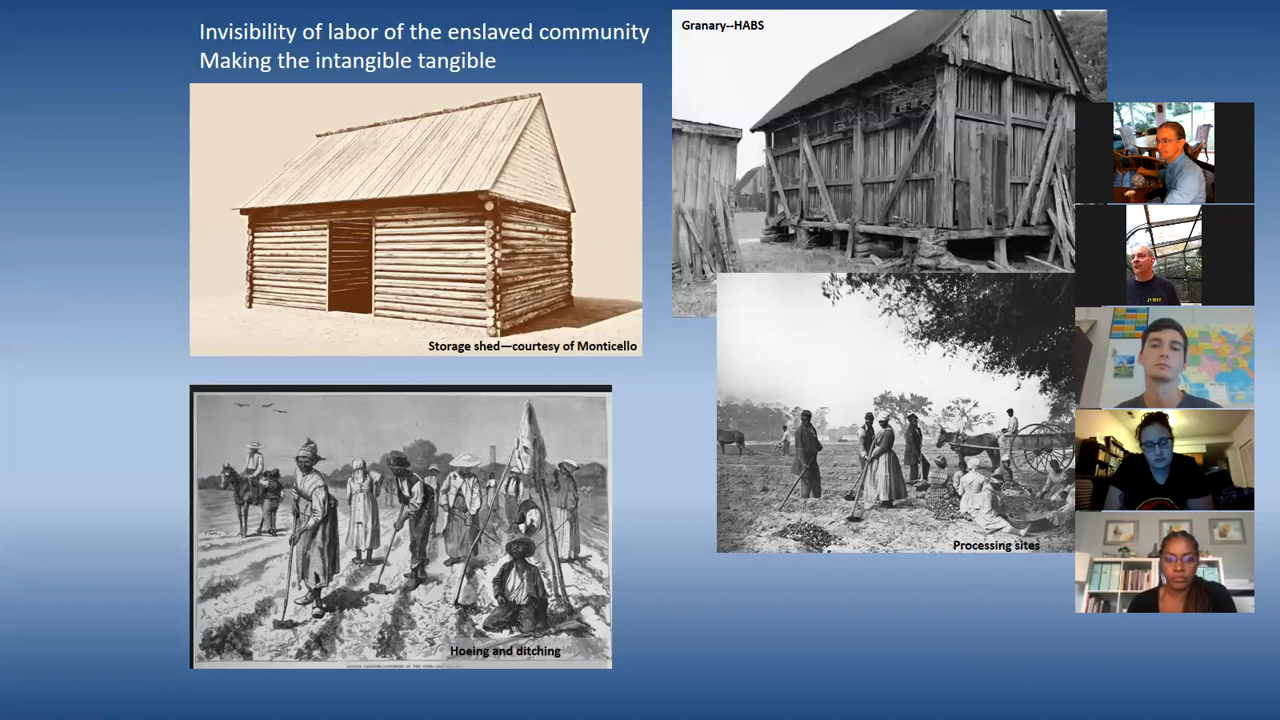 Invisibility of labor of the enslaved community
Making the intangible tangible
Granary--HABS
Storage shed—courtesy of Monticello
Processing sites
Hoeing and ditching